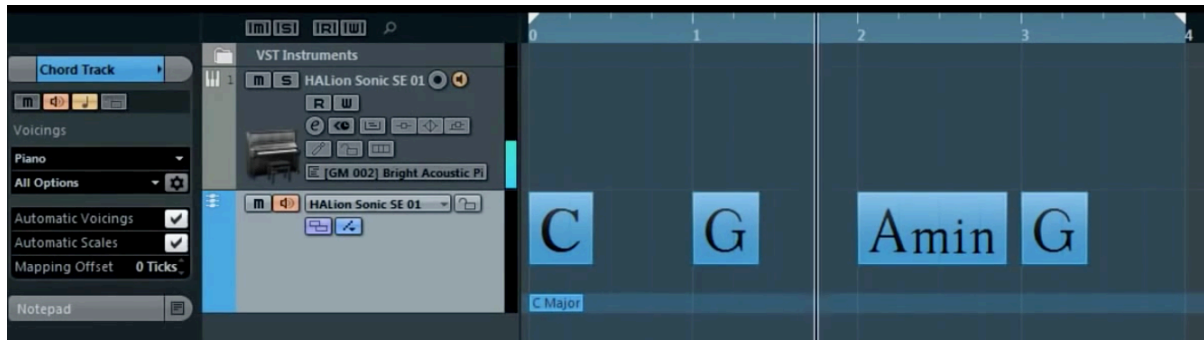 M S R W
0 1 2 3 4
VST Instruments
Chord Track
1 m S HALion Sonic SE 01
R W
m
e
Voicings
Piano
[GM 002] Bright Acoustic Pi
All Options
m HALion Sonic SE 01
C G Amin G
Automatic Voicings
Automatic Scales
Mapping Offset 0 Ticks
C Major
Notepad